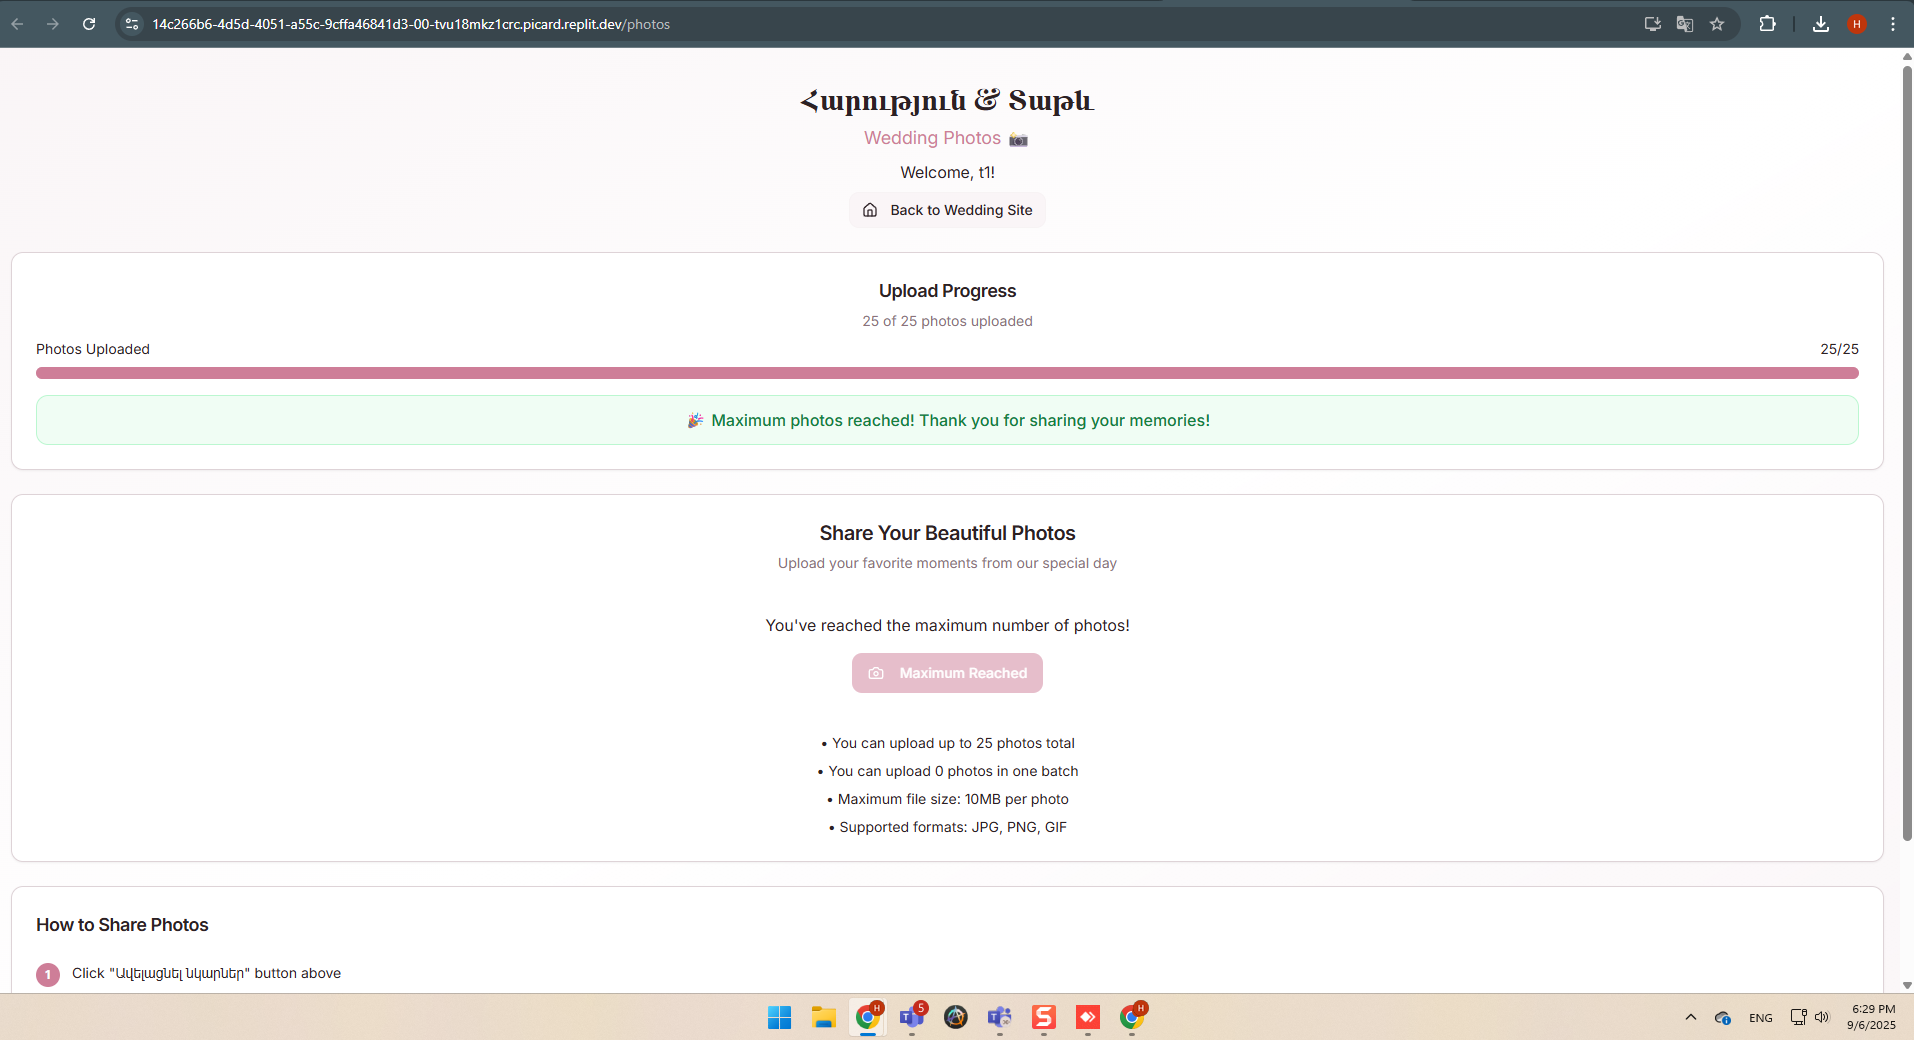 14c266b6-4d5d-4051-a55c-9cffa46841d3-00-tvu18mkz1crc.picard.replit.dev/photos
H
Հարություն & Տաթև
Wedding Photos
Welcome, t1!
Back to Wedding Site
Upload Progress
25 of 25 photos uploaded
Photos Uploaded 25/25
🎉 Maximum photos reached! Thank you for sharing your memories!
Share Your Beautiful Photos
Upload your favorite moments from our special day
You've reached the maximum number of photos!
Maximum Reached
• You can upload up to 25 photos total
• You can upload 0 photos in one batch
• Maximum file size: 10MB per photo
• Supported formats: JPG, PNG, GIF
How to Share Photos
1 Click "Ավելացնել նկարներ" button above
H 5 H
ENG 6:29 PM
9/6/2025